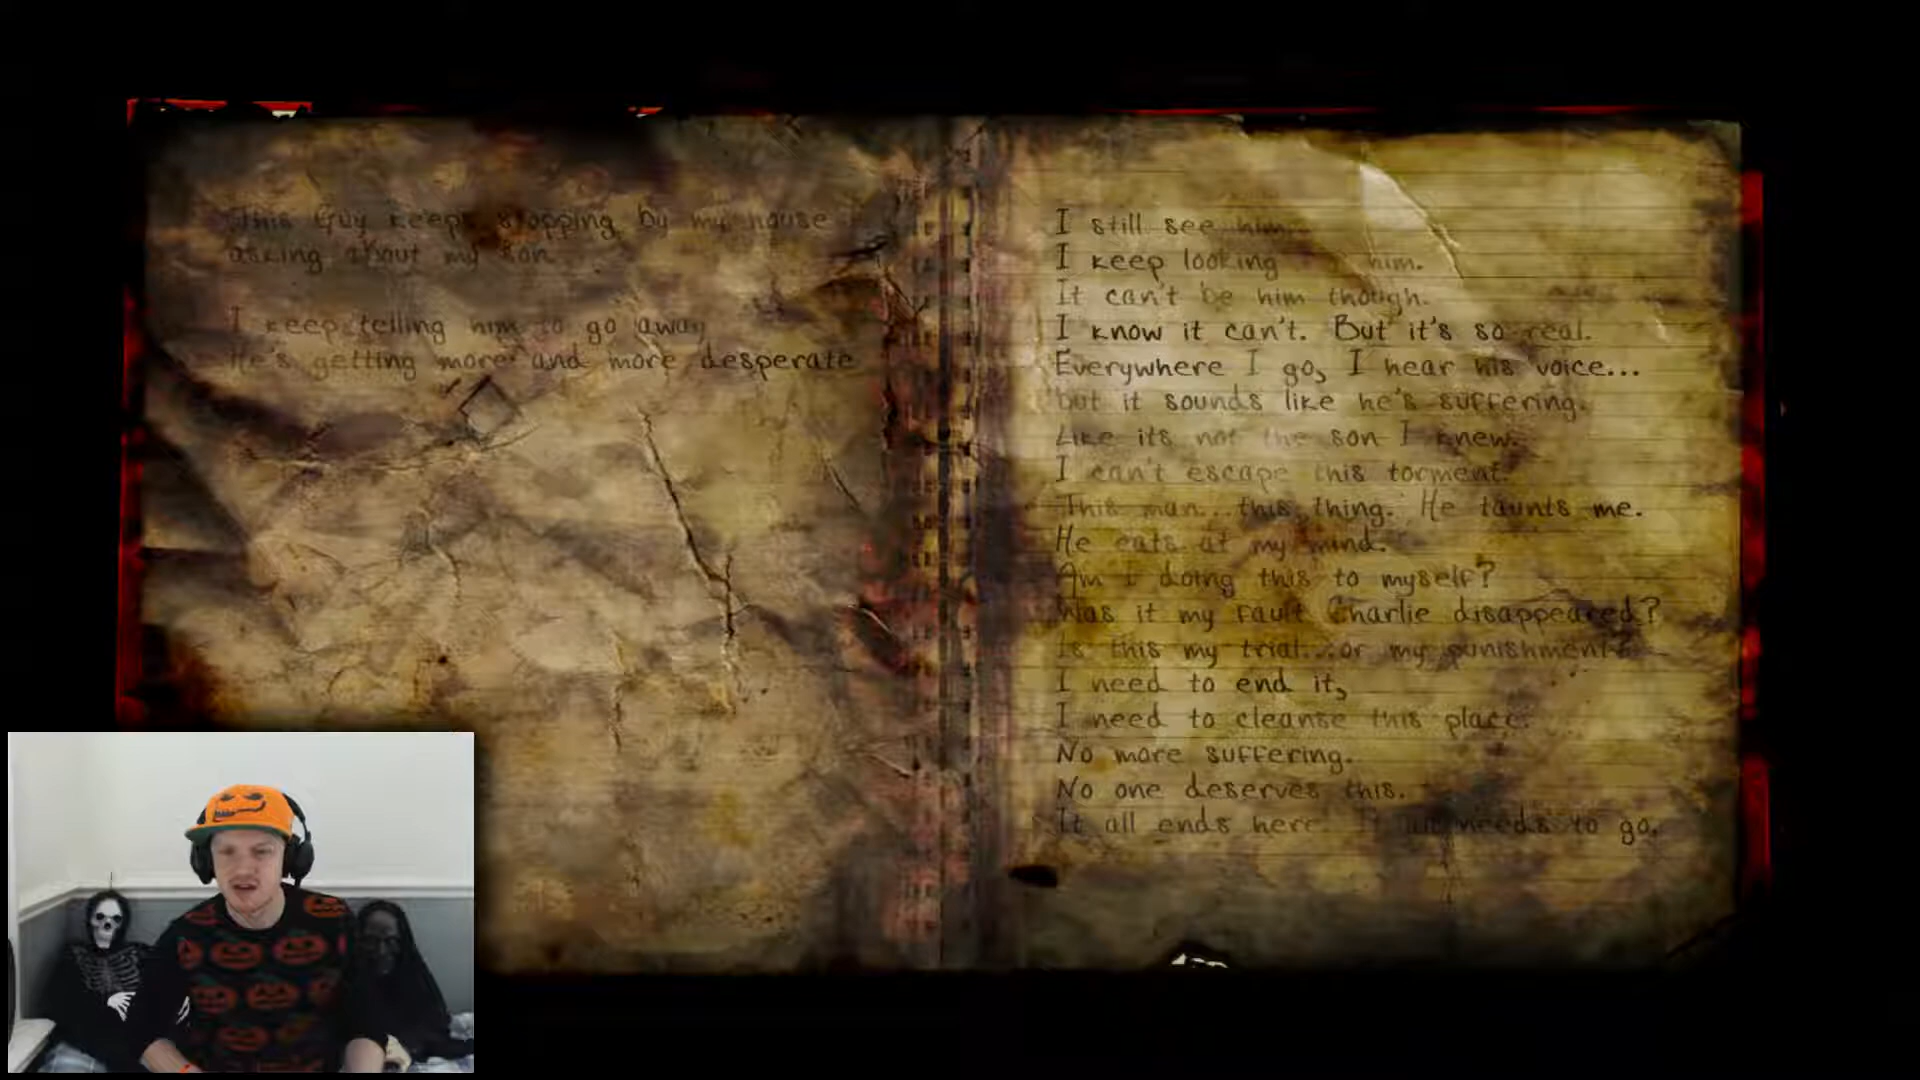 This Guy keeps stopping by my house
asking about my son
I keep telling him to go away
He's getting more and more desperate
I still see him.
I keep looking him.
It can't be him though.
I know it can't. But it's so real.
Everywhere I go, I hear his voice...
but it sounds like he's suffering.
Like its not the son I knew.
I can't escape this torment.
This man...this thing. He taunts me.
He eats at my mind.
Am I doing this to myself?
Was it my fault Charlie disappeared?
Is this my trial...or my punishment?
I need to end it,
I need to cleanse this place.
No more suffering.
No one deserves this.
It all ends here. It all needs to go.